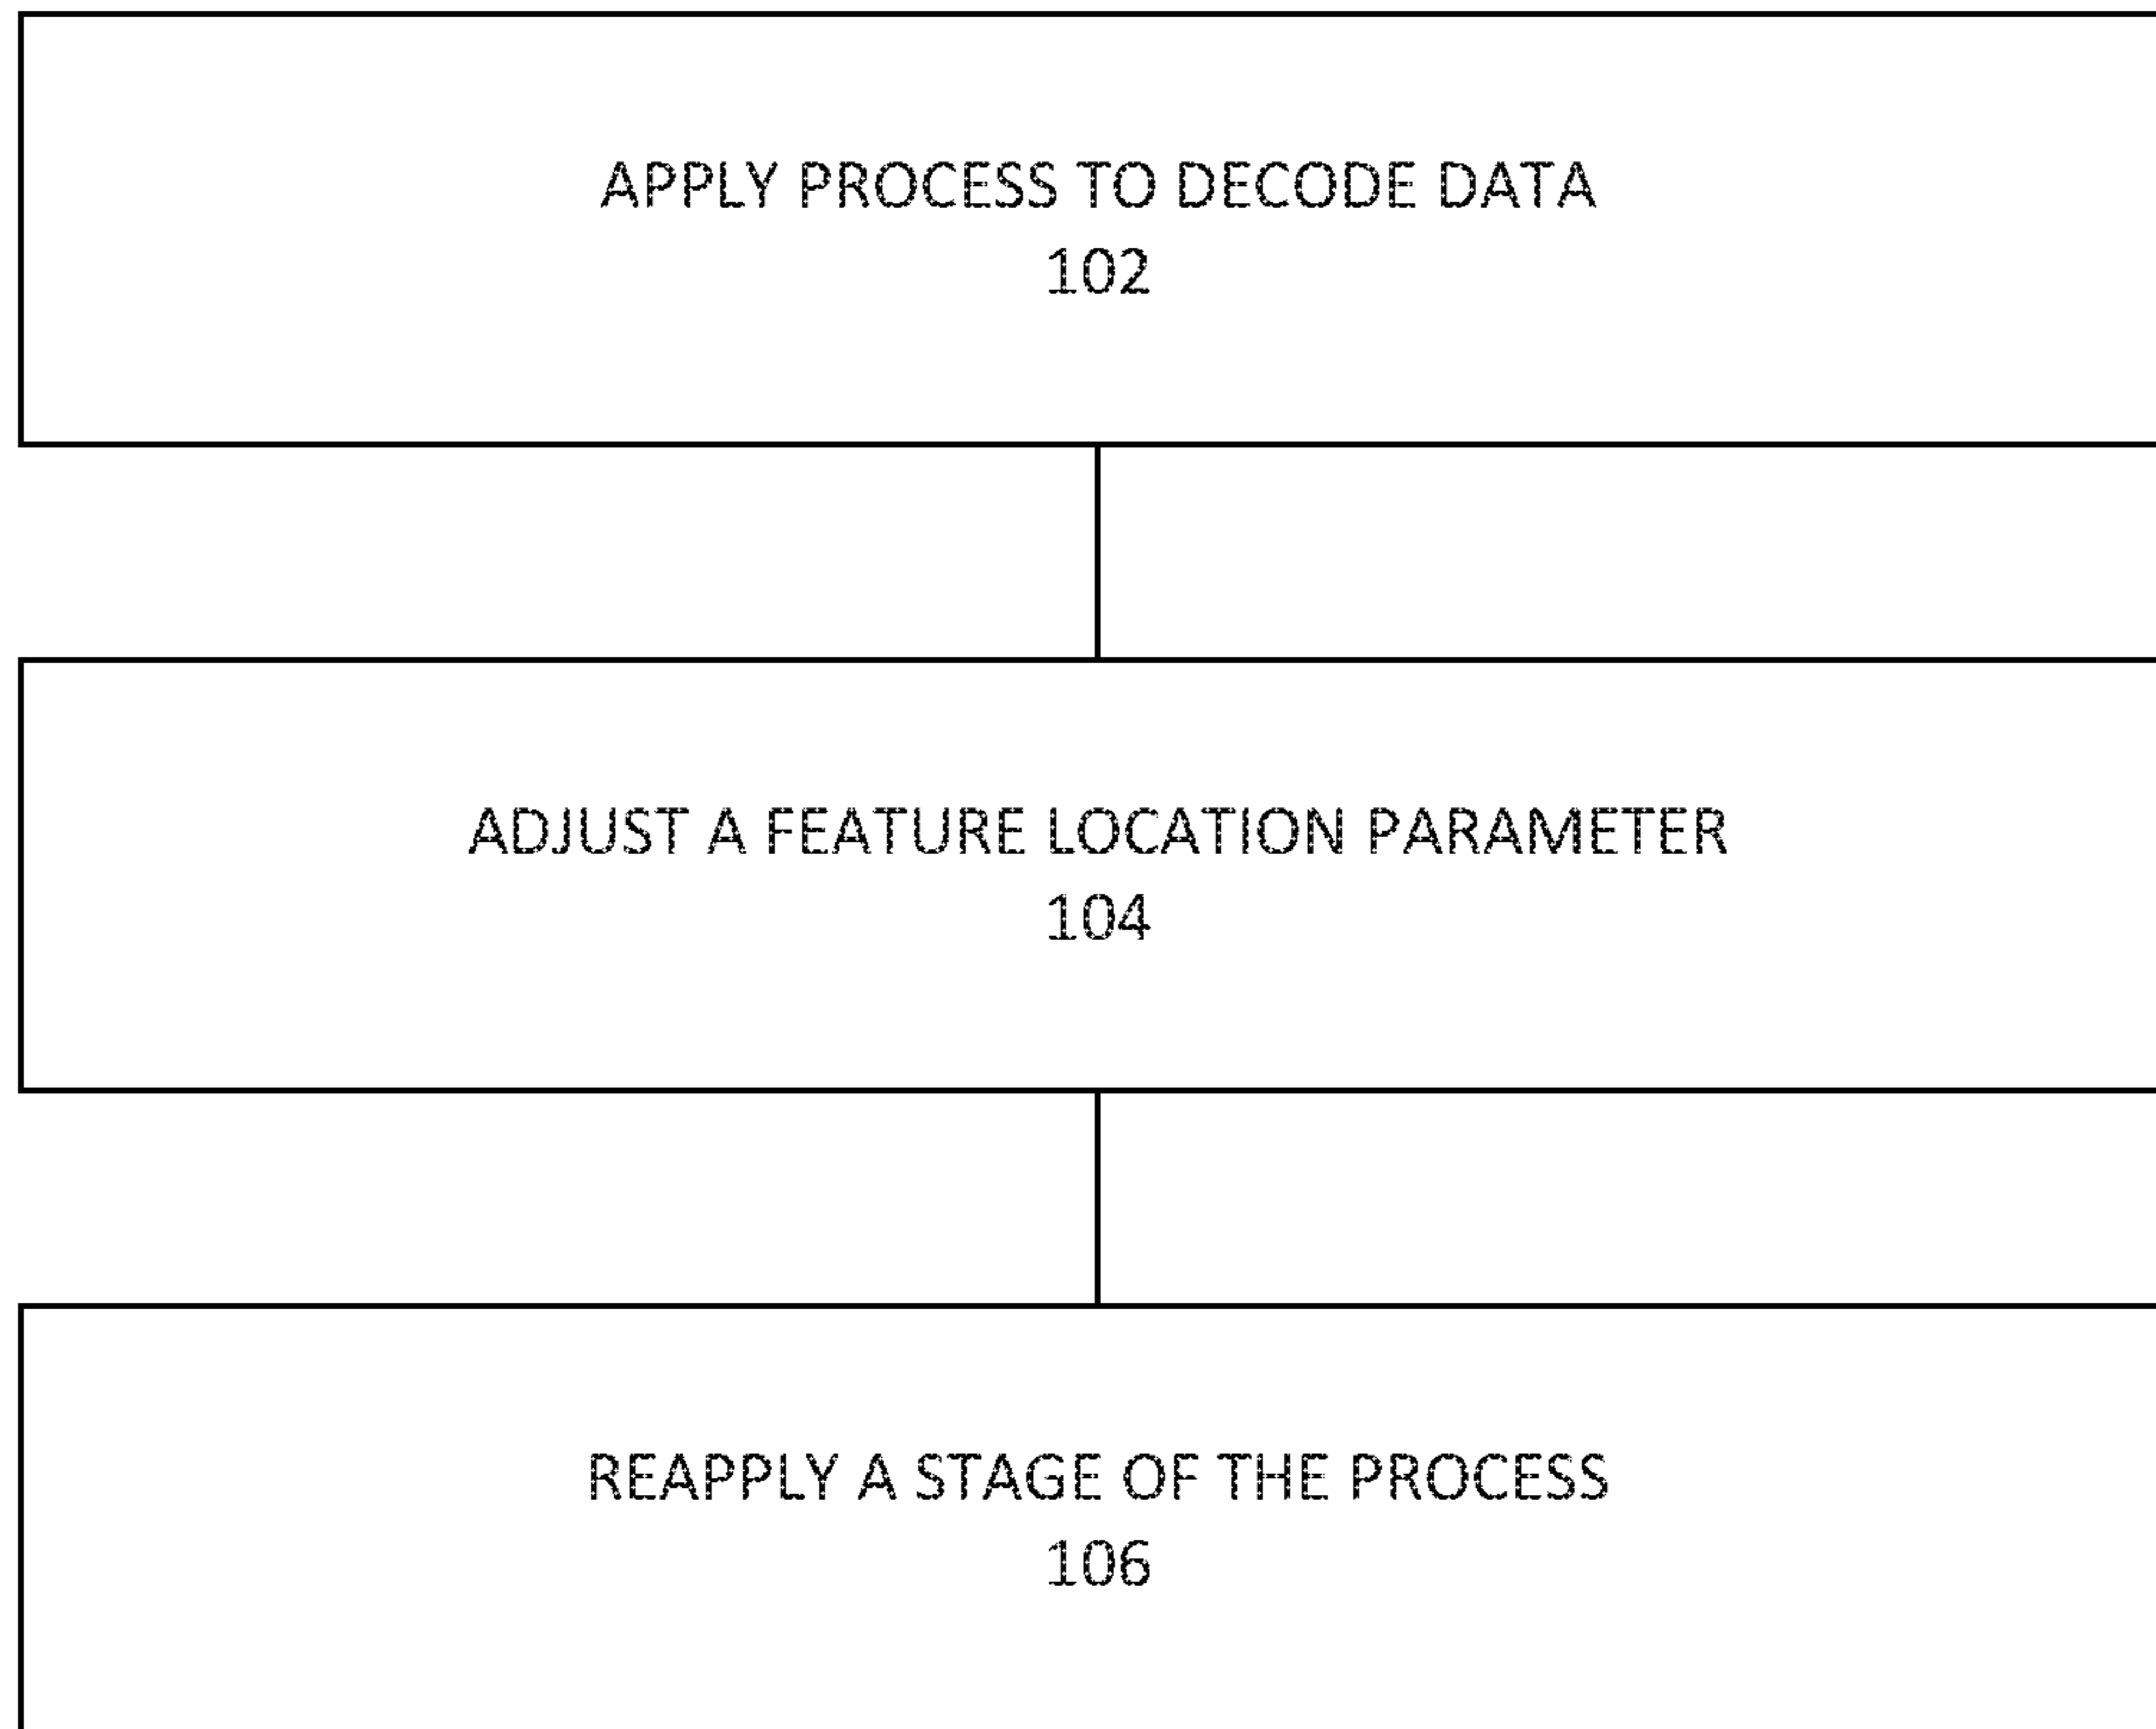 APPLY PROCESS TO DECODE DATA
102
ADJUST A FEATURE LOCATION PARAMETER
104
REAPPLY A STAGE OF THE PROCESS
106